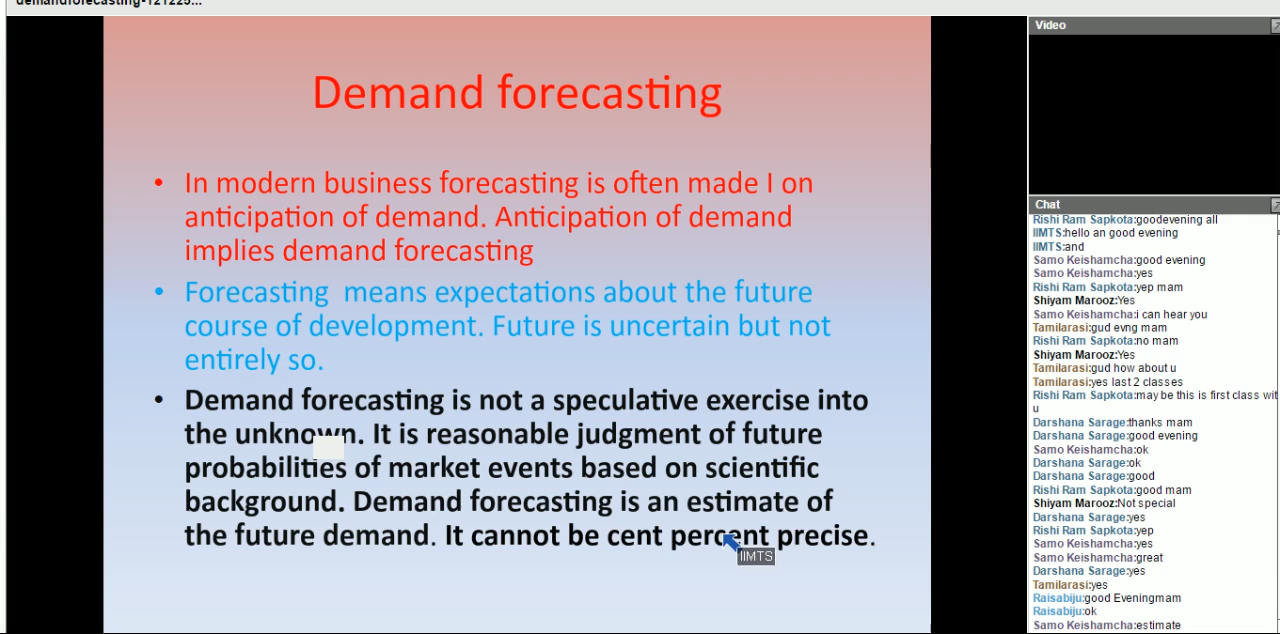 demandforecasting-121225...
Demand forecasting
• In modern business forecasting is often made I on
anticipation of demand. Anticipation of demand
implies demand forecasting
• Forecasting  means expectations about the future
course of development. Future is uncertain but not
entirely so.
• Demand forecasting is not a speculative exercise into
the unknown. It is reasonable judgment of future
probabilities of market events based on scientific
background. Demand forecasting is an estimate of
the future demand. It cannot be cent percent precise.
IIMTS
Video
Chat
Rishi Ram Sapkota:goodevening all
IIMTS:hello an good evening
IIMTS:and
Samo Keishamcha:good evening
Samo Keishamcha:yes
Rishi Ram Sapkota:yep mam
Shiyam Marooz:Yes
Samo Keishamcha:i can hear you
Tamilarasi:gud evng mam
Rishi Ram Sapkota:no mam
Shiyam Marooz:Yes
Tamilarasi:gud how about u
Tamilarasi:yes last 2 classes
Rishi Ram Sapkota:may be this is first class wit
u
Darshana Sarage:thanks mam
Darshana Sarage:good evening
Samo Keishamcha:ok
Darshana Sarage:ok
Darshana Sarage:good
Rishi Ram Sapkota:good mam
Shiyam Marooz:Not special
Darshana Sarage:yes
Rishi Ram Sapkota:yep
Samo Keishamcha:yes
Samo Keishamcha:great
Darshana Sarage:yes
Tamilarasi:yes
Raisabiju:good Eveningmam
Raisabiju:ok
Samo Keishamcha:estimate